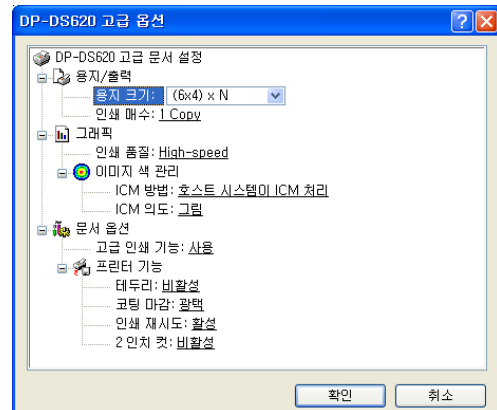 DP-DS620 고급 옵션
DP-DS620 고급 문서 설정
용지/출력
용지 크기: (6x4) x N
인쇄 매수: 1 Copy
그래픽
인쇄 품질: High-speed
이미지 색 관리
ICM 방법: 호스트 시스템이 ICM 처리
ICM 의도: 그림
문서 옵션
고급 인쇄 기능: 사용
프린터 기능
테두리: 비활성
코팅 마감: 광택
인쇄 재시도: 활성
2 인치 컷: 비활성
확인 취소